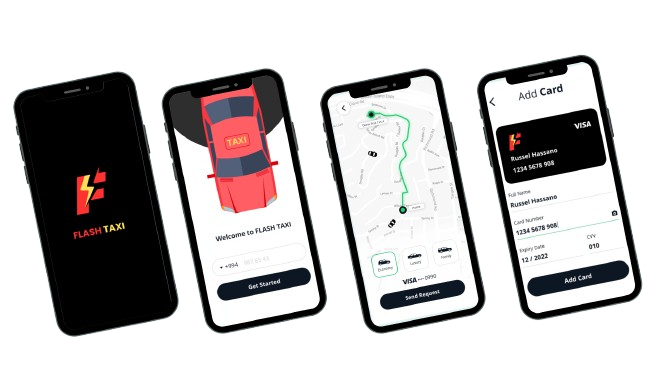 FLASH TAXI
TAXI
Welcome to FLASH TAXI
+994
Get Started
Economy
Luxury
Family
VISA 0990
Send Request
Add Card
VISA
Russel Hassano
1234 5678 908
Full Name
Russel Hassano
Card Number
1234 5678 908
Expiry Date
CVV
12 / 2022
010
Add Card